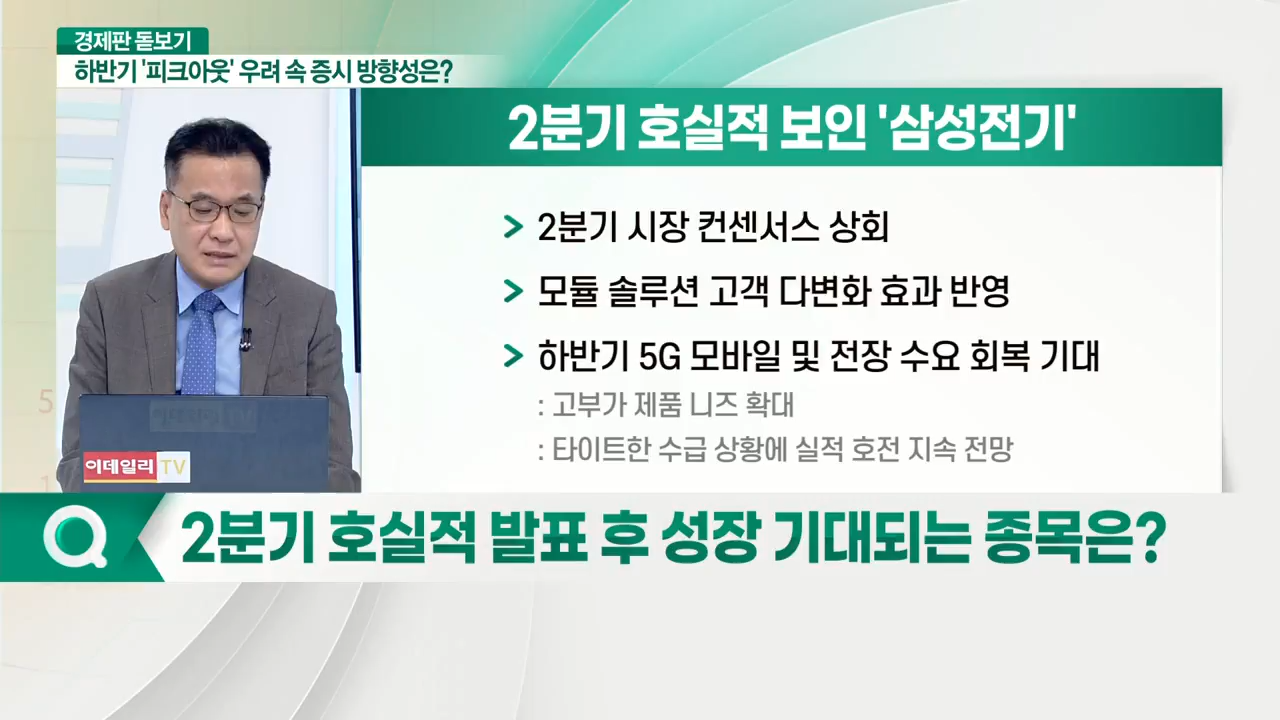 경제판 돋보기
하반기 '피크아웃' 우려 속 증시 방향성은?
2분기 호실적 보인 '삼성전기'
> 2분기 시장 컨센서스 상회
> 모듈 솔루션 고객 다변화 효과 반영
> 하반기 5G 모바일 및 전장 수요 회복 기대
: 고부가 제품 니즈 확대
: 타이트한 수급 상황에 실적 호전 지속 전망
이데일리 TV
Q 2분기 호실적 발표 후 성장 기대되는 종목은?